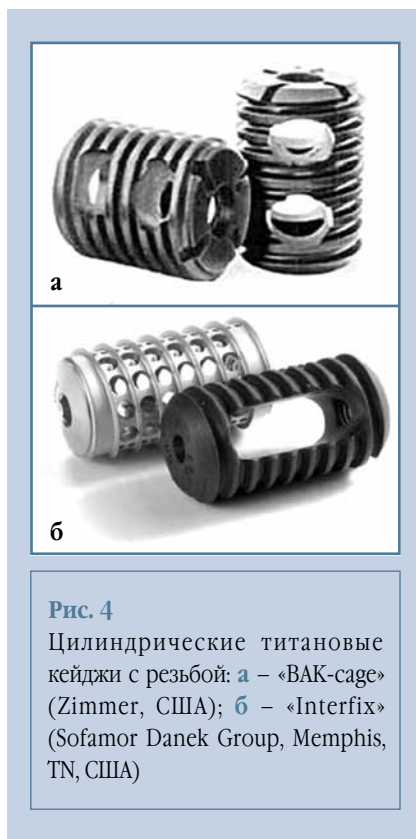 а
б
Рис. 4
Цилиндрические титановые
кейджи с резьбой: а – «BAK-cage»
(Zimmer, США); б – «Interfix»
(Sofamor Danek Group, Memphis,
TN, США)